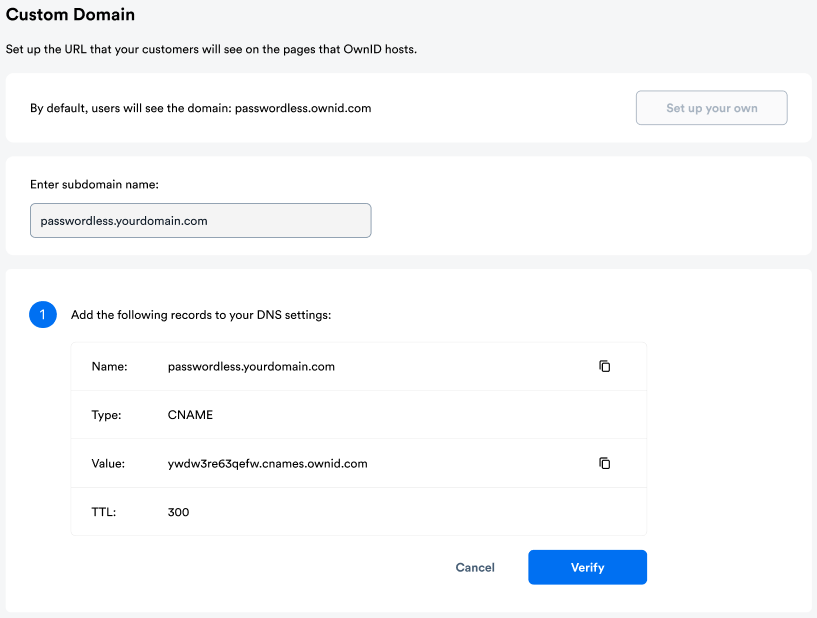 Custom Domain
Set up the URL that your customers will see on the pages that OwnID hosts.
By default, users will see the domain: passwordless.ownid.com
Set up your own
Enter subdomain name:
passwordless.yourdomain.com
1 Add the following records to your DNS settings:
Name: passwordless.yourdomain.com
Type: CNAME
Value: ywdw3re63qefw.cnames.ownid.com
TTL: 300
Cancel Verify